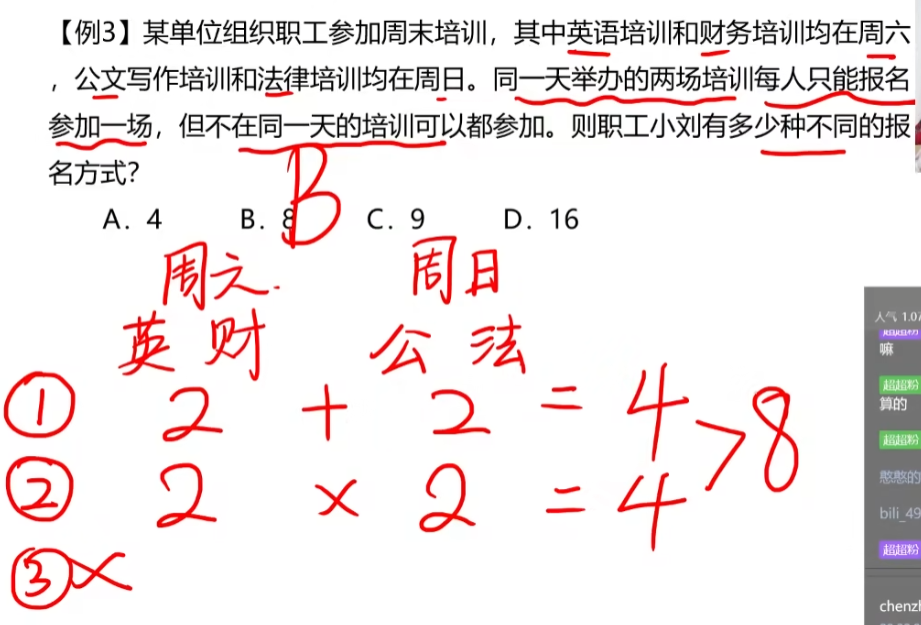 【例3】某单位组织职工参加周末培训，其中英语培训和财务培训均在周六
，公文写作培训和法律培训均在周日。同一天举办的两场培训每人只能报名
参加一场，但不在同一天的培训可以都参加。则职工小刘有多少种不同的报
名方式？
B
A. 4 B. 8 C. 9 D. 16
周六. 周日
英 财 公 法
① 2 + 2 = 4 > 8
② 2 × 2 = 4
③ ×
人气 1.07
超超粉
嘛
超超粉
算的
超超粉
憨憨的
bili_49
超超粉
chenzh